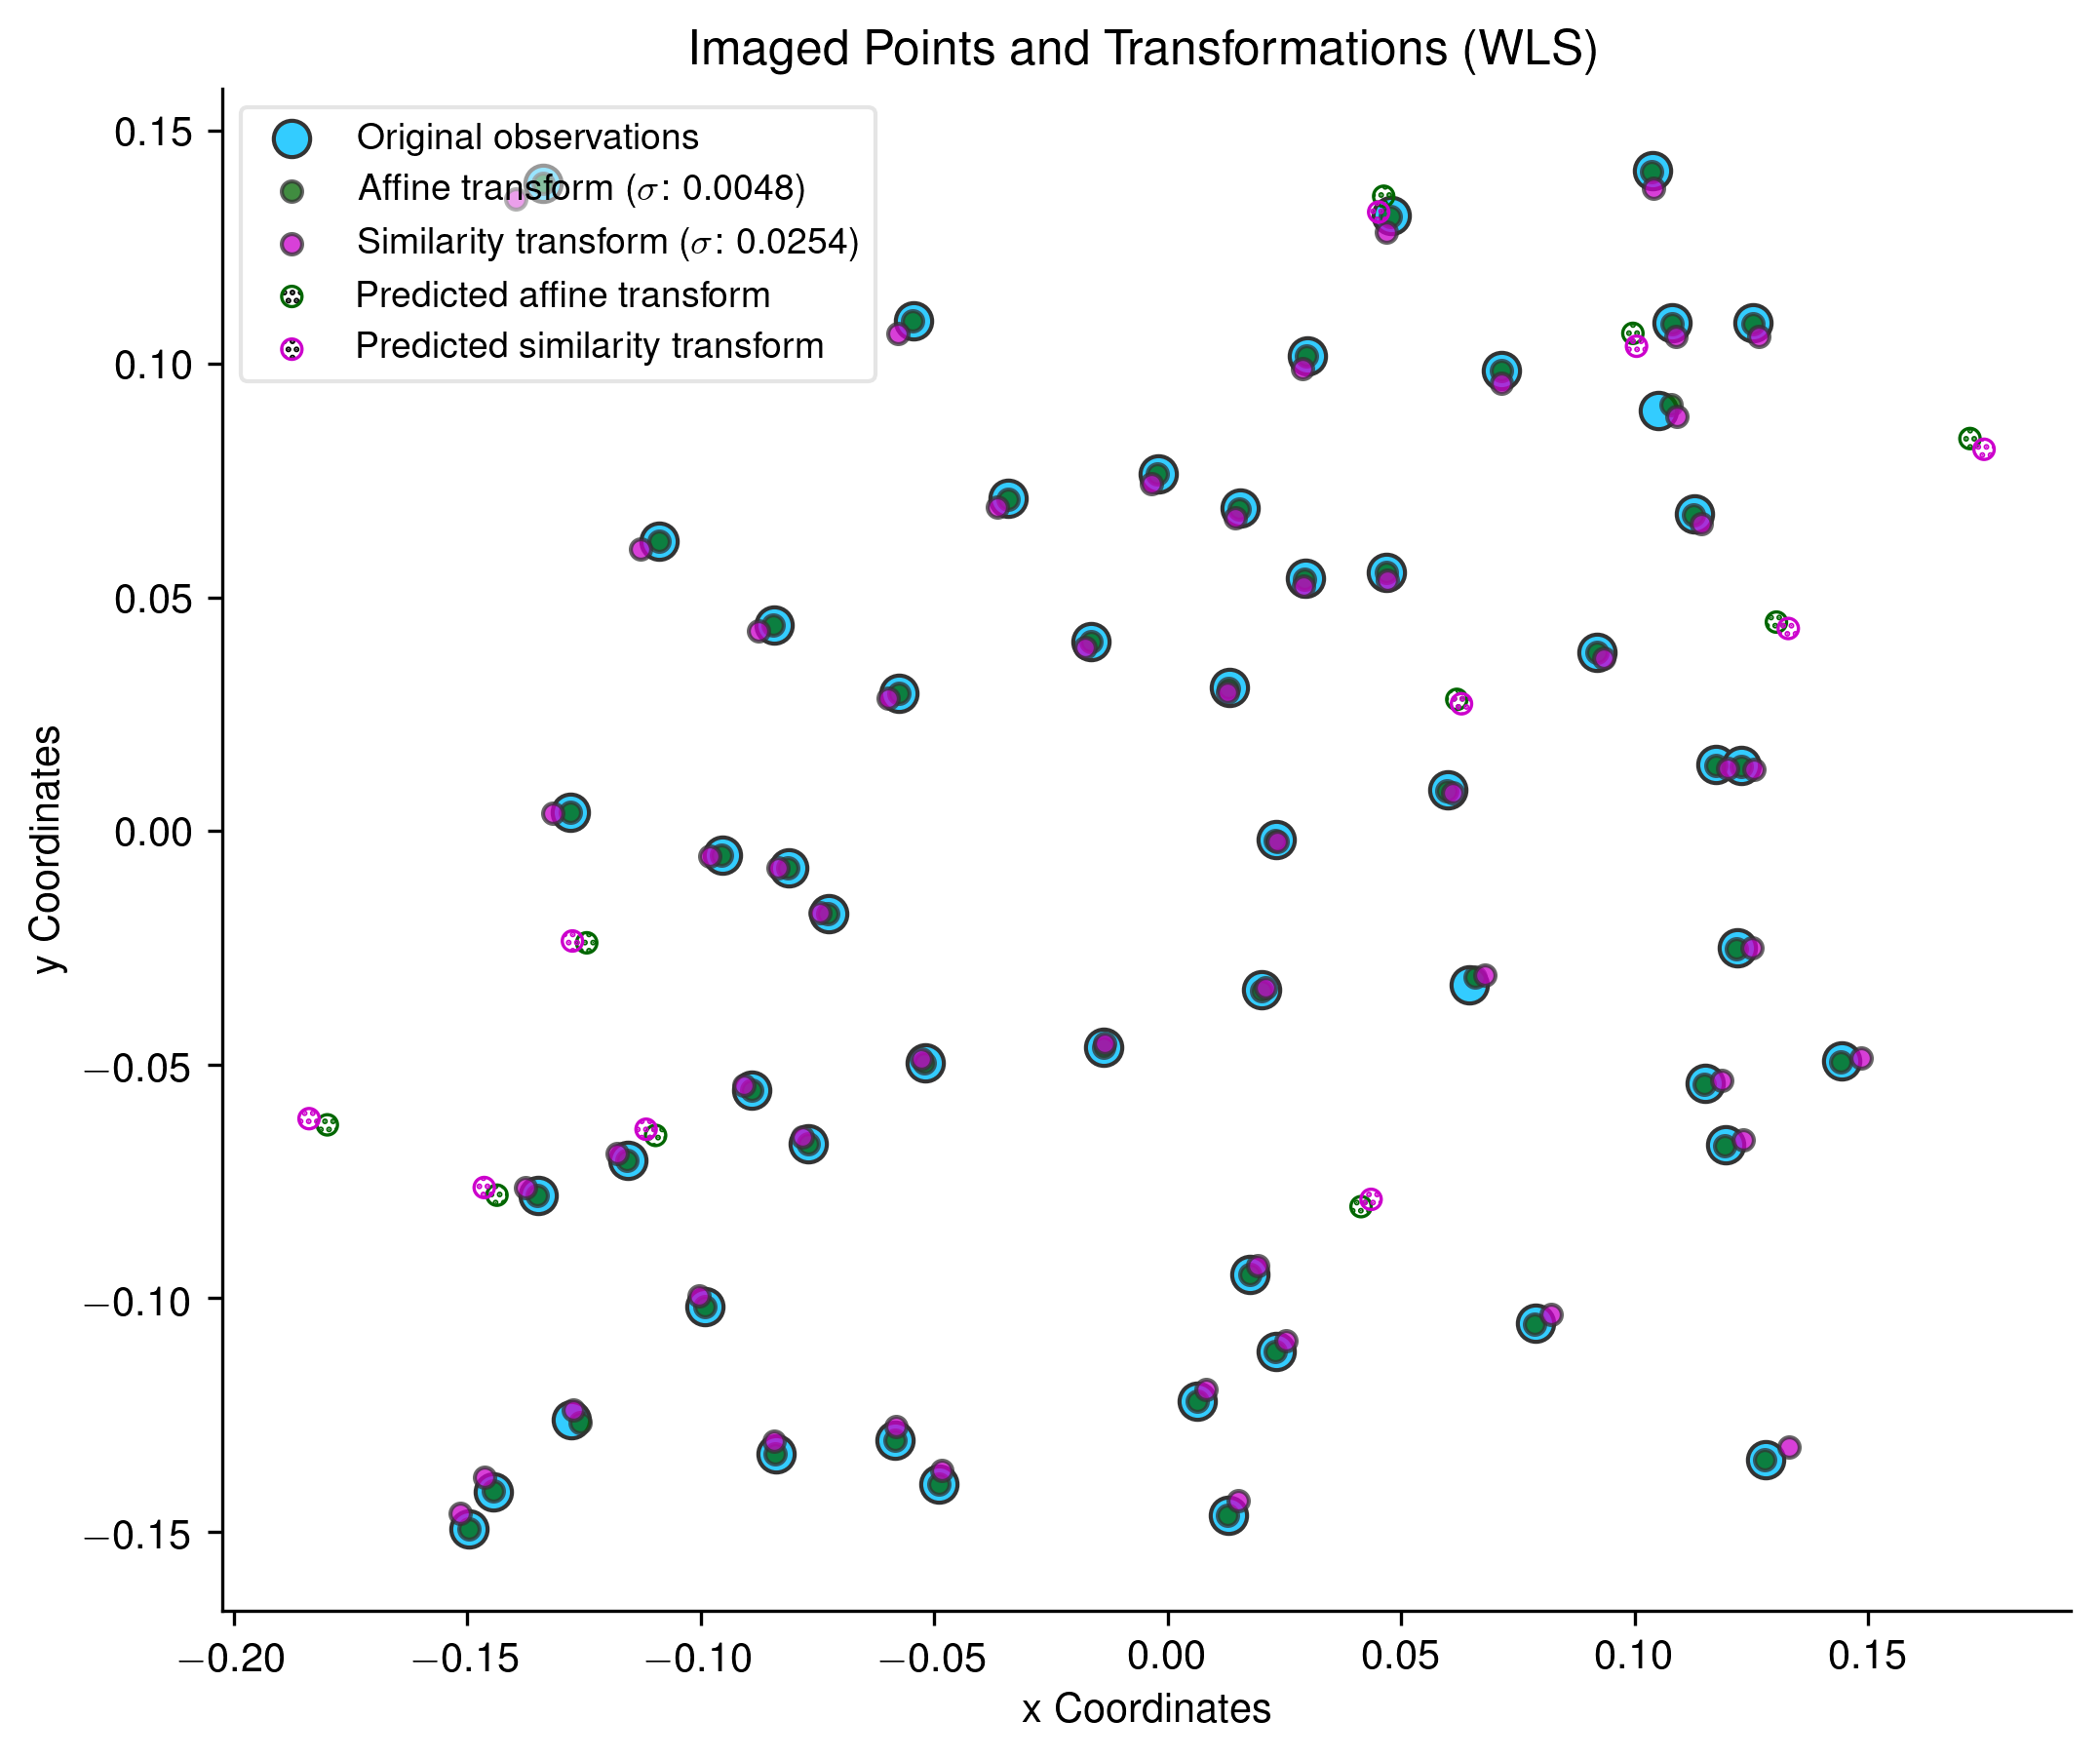 Imaged Points and Transformations (WLS)
Original observations
Affine transform (σ: 0.0048)
Similarity transform (σ: 0.0254)
Predicted affine transform
Predicted similarity transform
0.15
0.10
0.05
0.00
−0.05
−0.10
−0.15
y Coordinates
−0.20 −0.15 −0.10 −0.05 0.00 0.05 0.10 0.15
x Coordinates